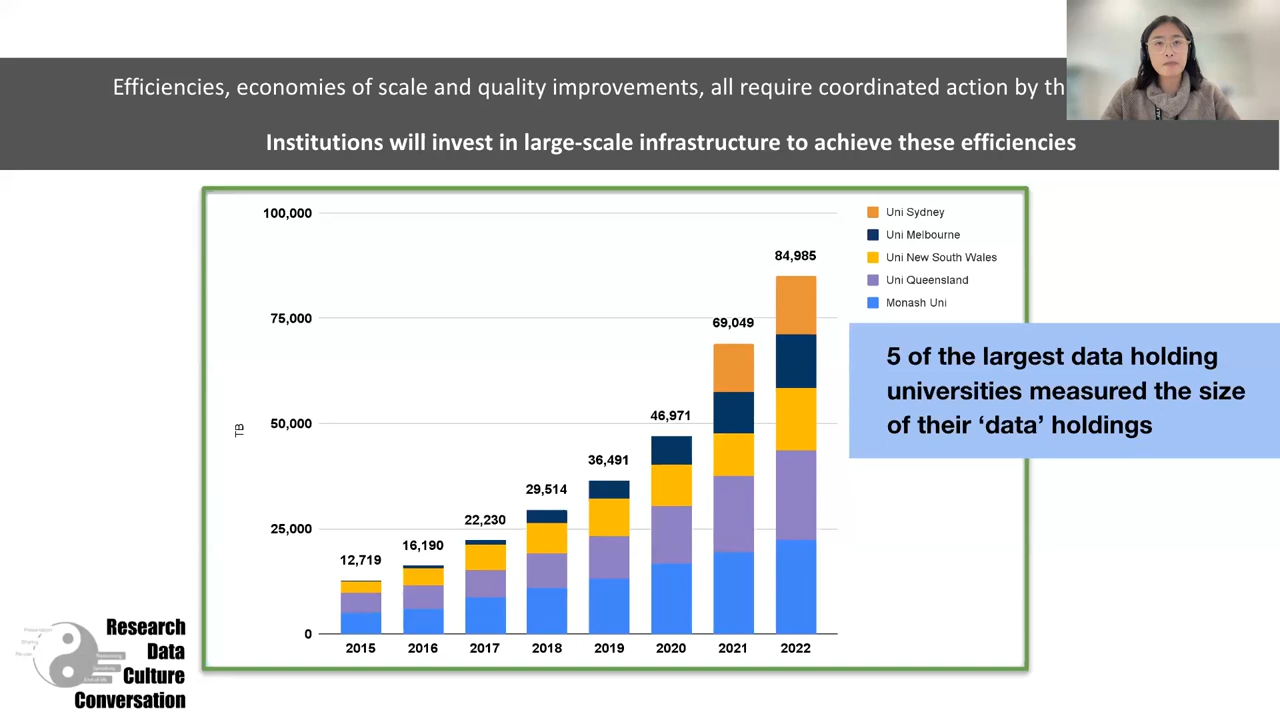 Efficiencies, economies of scale and quality improvements, all require coordinated action by th
Institutions will invest in large-scale infrastructure to achieve these efficiencies
100,000
75,000
50,000
25,000
0
TB
12,719
16,190
22,230
29,514
36,491
46,971
69,049
84,985
2015
2016
2017
2018
2019
2020
2021
2022
Uni Sydney
Uni Melbourne
Uni New South Wales
Uni Queensland
Monash Uni
5 of the largest data holding
universities measured the size
of their ‘data’ holdings
Research
Data
Culture
Conversation